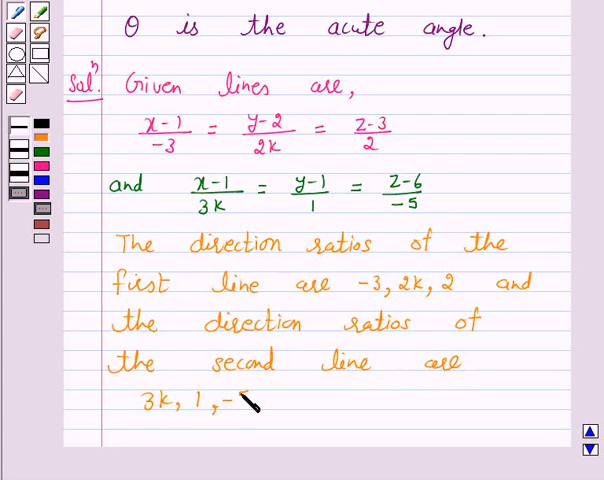 θ is the acute angle.
Solⁿ. Given lines are,
x-1/-3 = y-2/2k = z-3/2
and x-1/3k = y-1/1 = z-6/-5
The direction ratios of the
first line are -3, 2k, 2 and
the direction ratios of
the second line are
3k, 1, -5